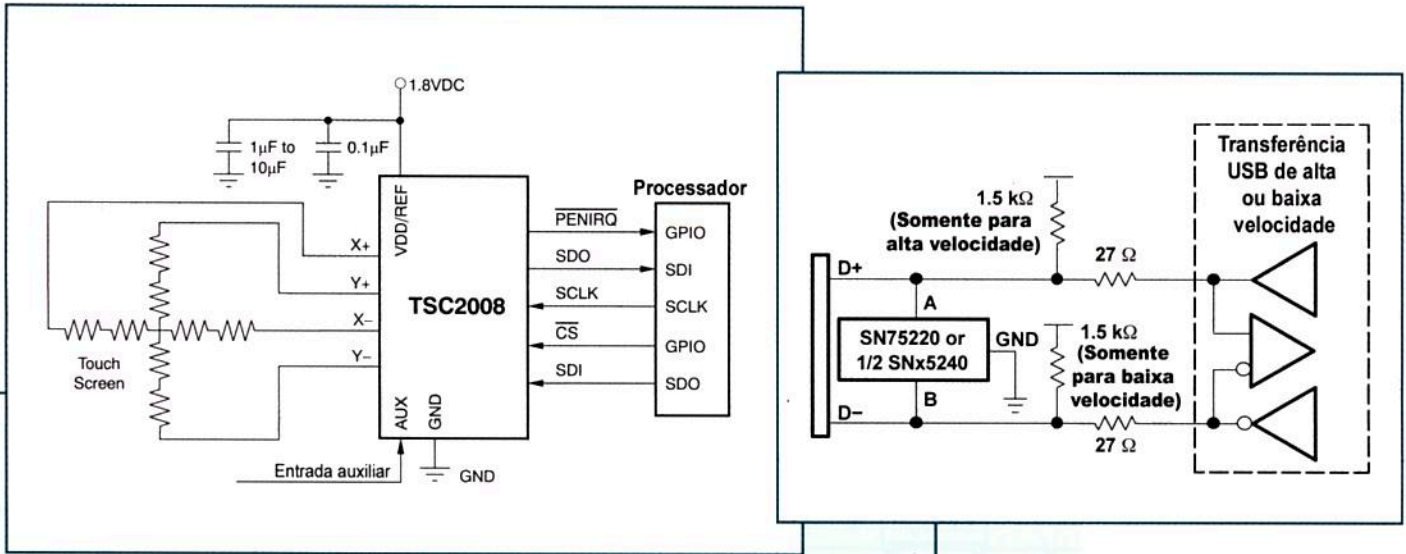 1.8VDC
1µF to
10µF
0.1µF
VDD/REF
X+
Y+
X−
Y−
TSC2008
AUX
GND
Touch
Screen
Entrada auxiliar
GND
PENIRQ
SDO
SCLK
CS
SDI
Processador
GPIO
SDI
SCLK
GPIO
SDO
Transferência
USB de alta
ou baixa
velocidade
1.5 kΩ
(Somente para
alta velocidade)
27 Ω
D+
A
SN75220 or
1/2 SNx5240
GND
B
D−
1.5 kΩ
(Somente
para baixa
velocidade)
27 Ω